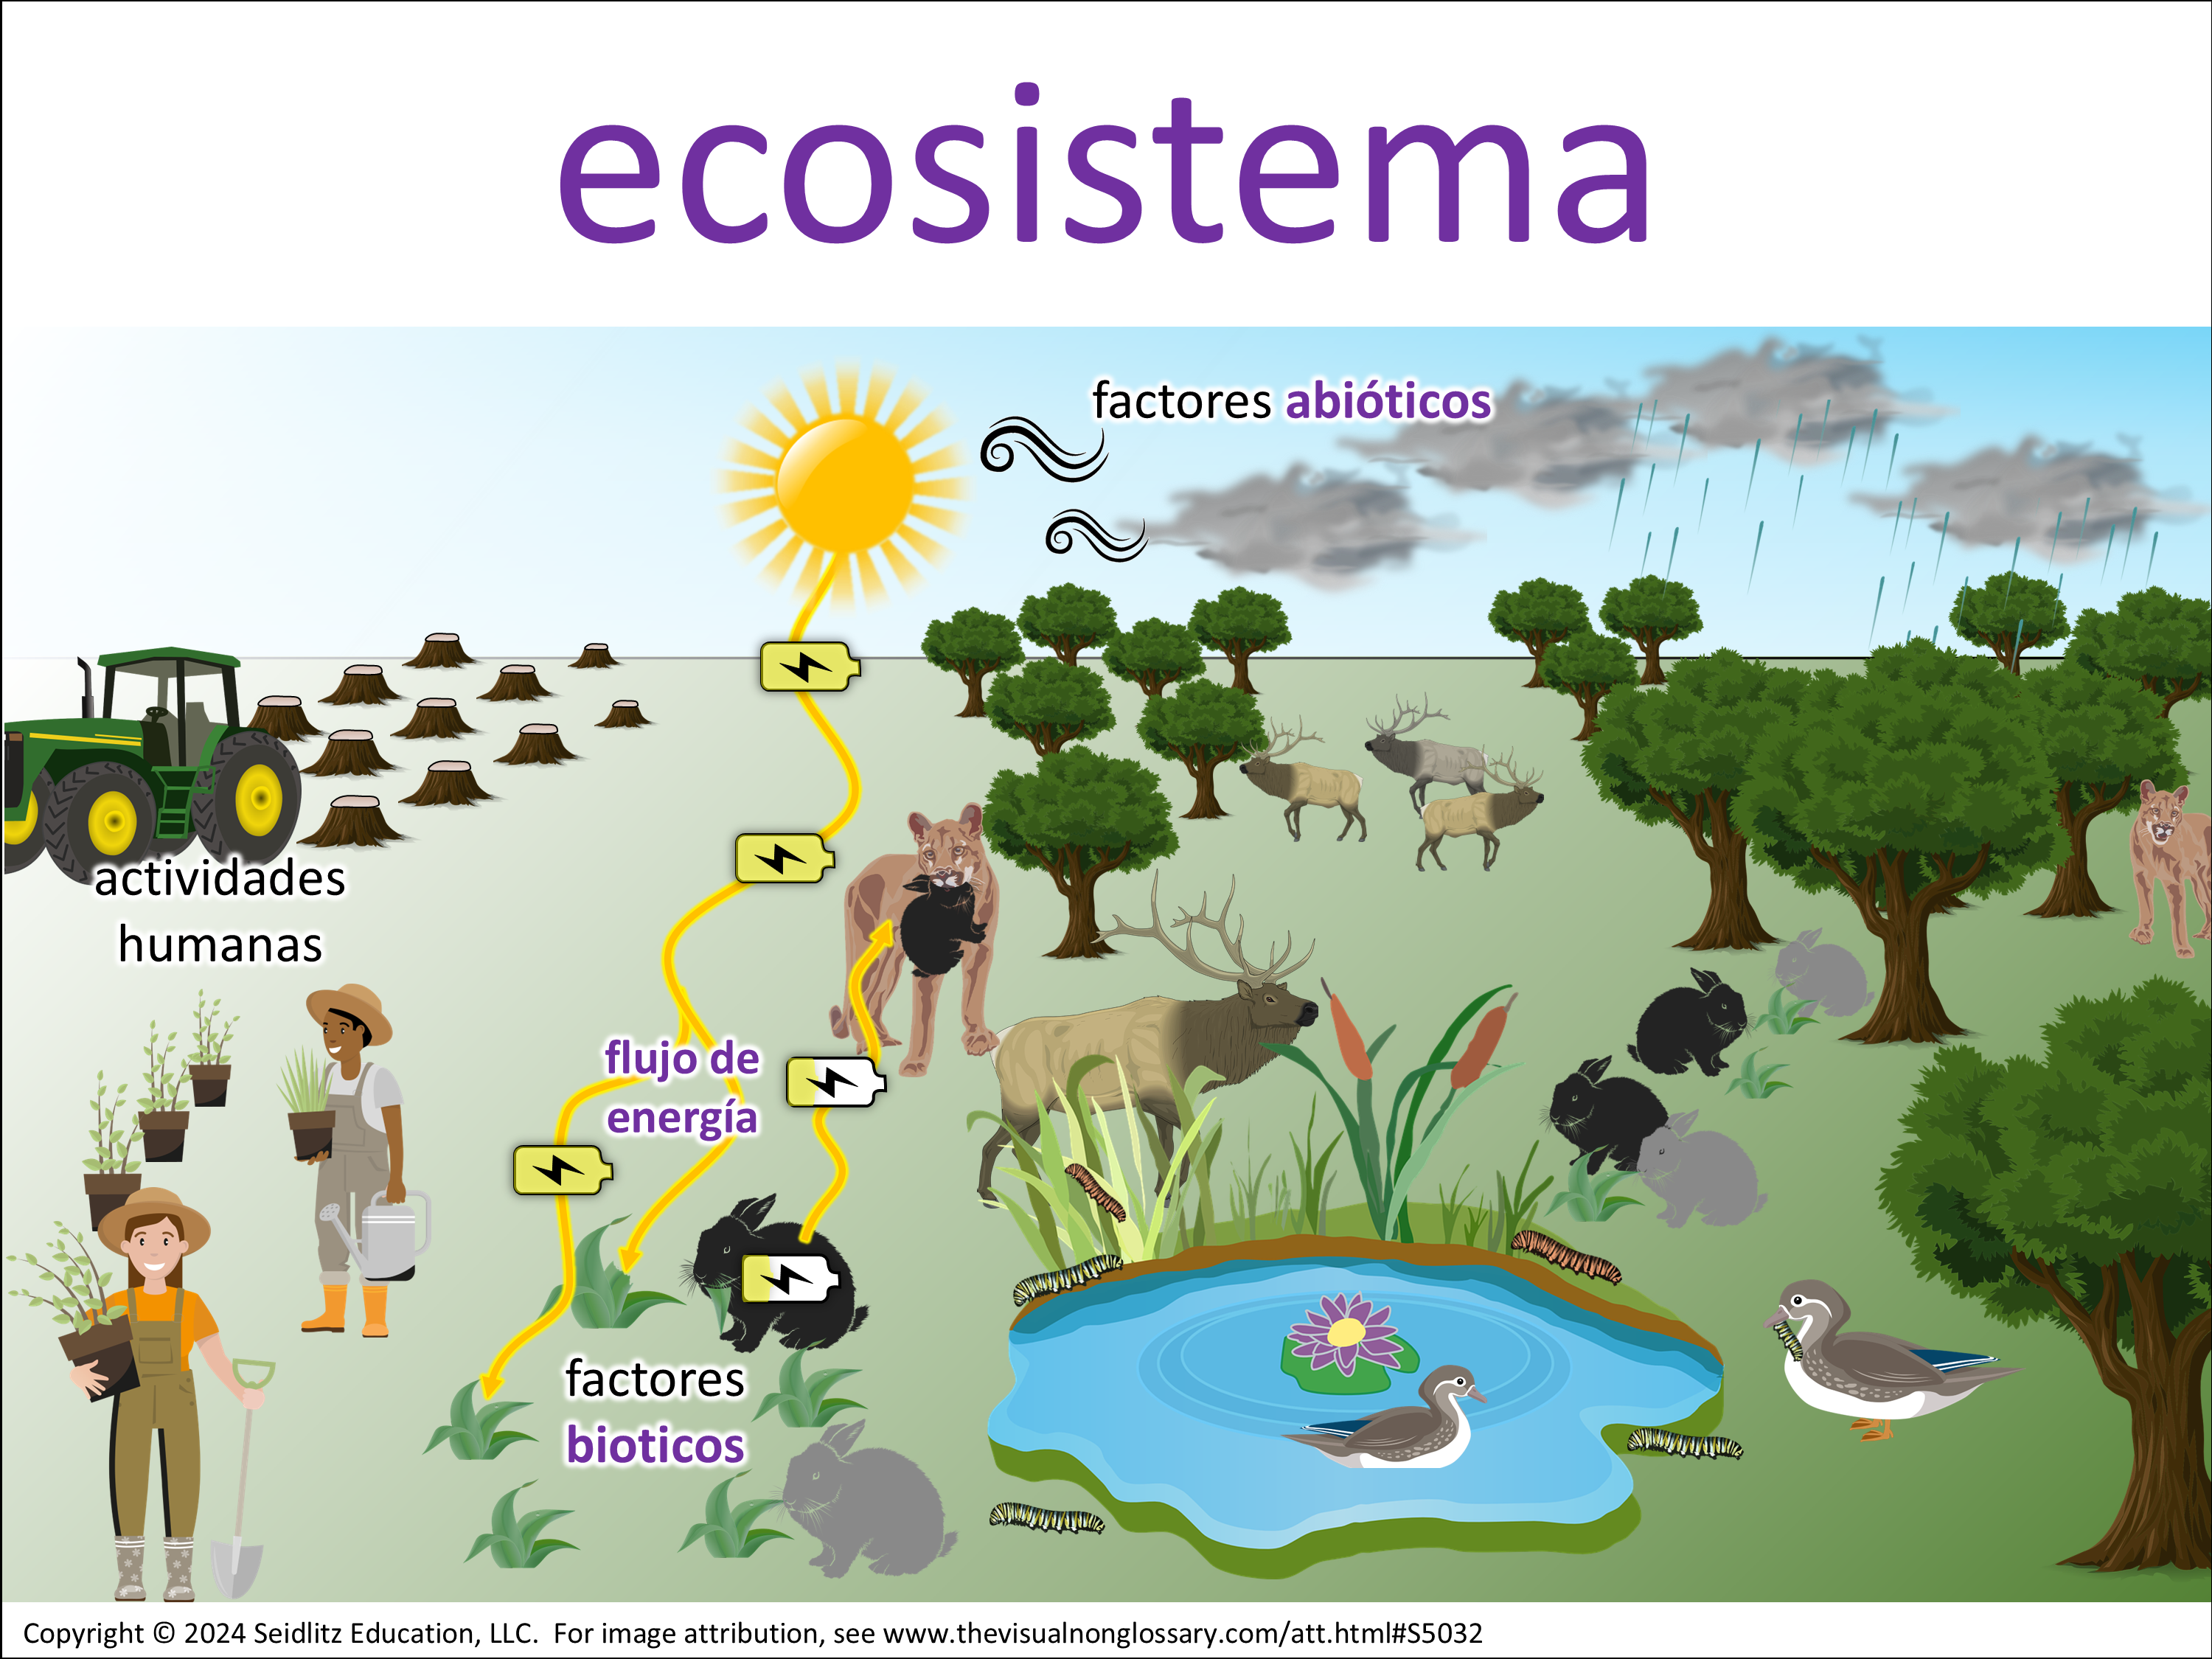 ecosistema
factores abióticos
actividades
humanas
flujo de
energía
factores
bioticos
Copyright © 2024 Seidlitz Education, LLC.  For image attribution, see www.thevisualnonglossary.com/att.html#S5032